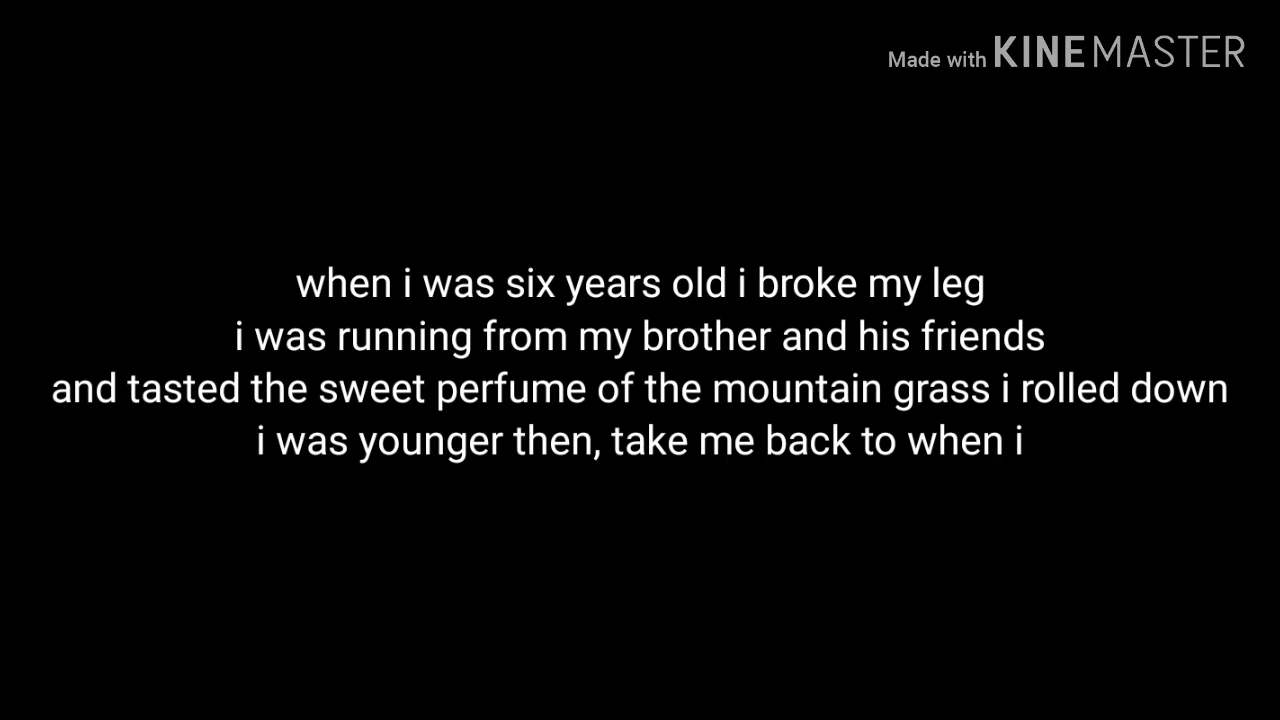 Made with KINEMASTER
when i was six years old i broke my leg
i was running from my brother and his friends
and tasted the sweet perfume of the mountain grass i rolled down
i was younger then, take me back to when i